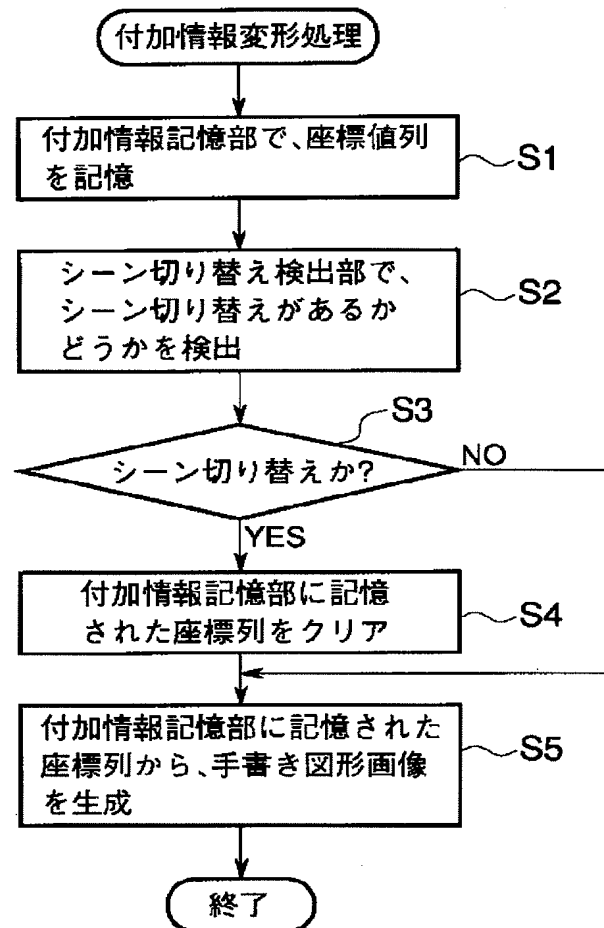 付加情報変形処理
付加情報記憶部で、座標値列
を記憶
S1
シーン切り替え検出部で、
シーン切り替えがあるか
どうかを検出
S2
S3
シーン切り替えか?
NO
YES
付加情報記憶部に記憶
された座標列をクリア
S4
付加情報記憶部に記憶された
座標列から、手書き図形画像
を生成
S5
終了